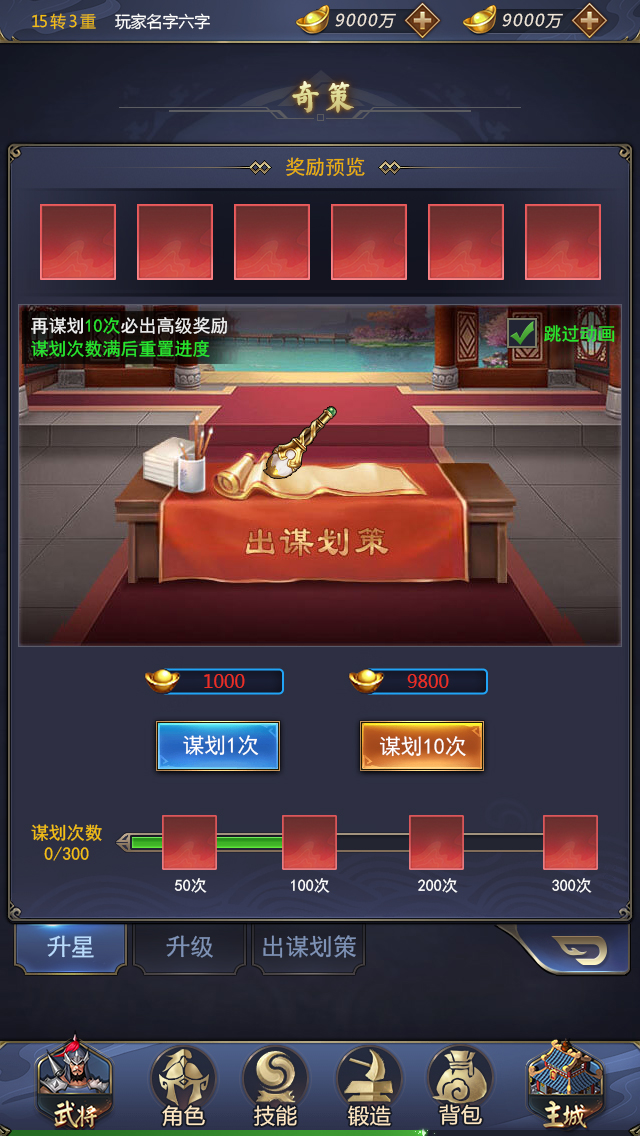 15转3重 玩家名字六字 9000万 9000万
奇策
奖励预览
再谋划10次必出高级奖励
谋划次数满后重置进度
跳过动画
出谋划策
1000 9800
谋划1次 谋划10次
谋划次数
0/300
50次 100次 200次 300次
升星 升级 出谋划策
武将 角色 技能 锻造 背包 主城